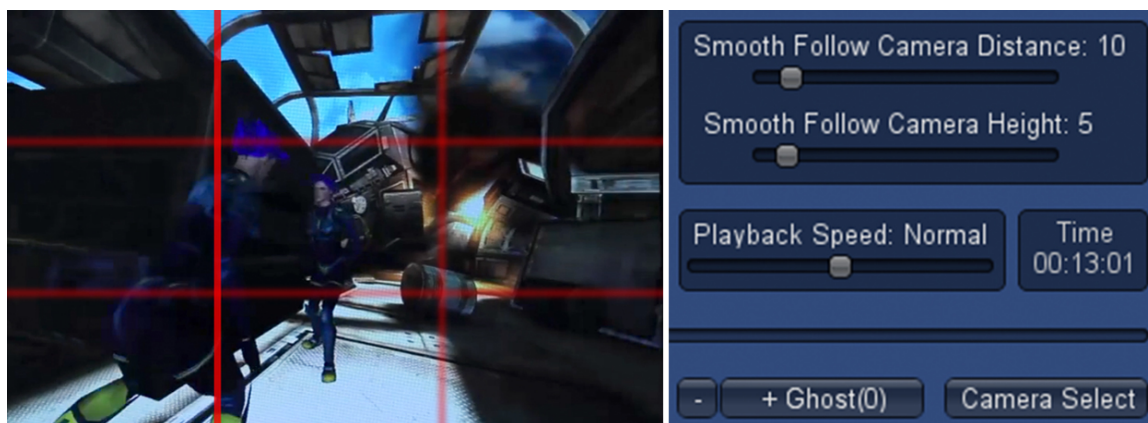 Smooth Follow Camera Distance: 10
Smooth Follow Camera Height: 5
Playback Speed: Normal
Time
00:13:01
-
+ Ghost(0)
Camera Select